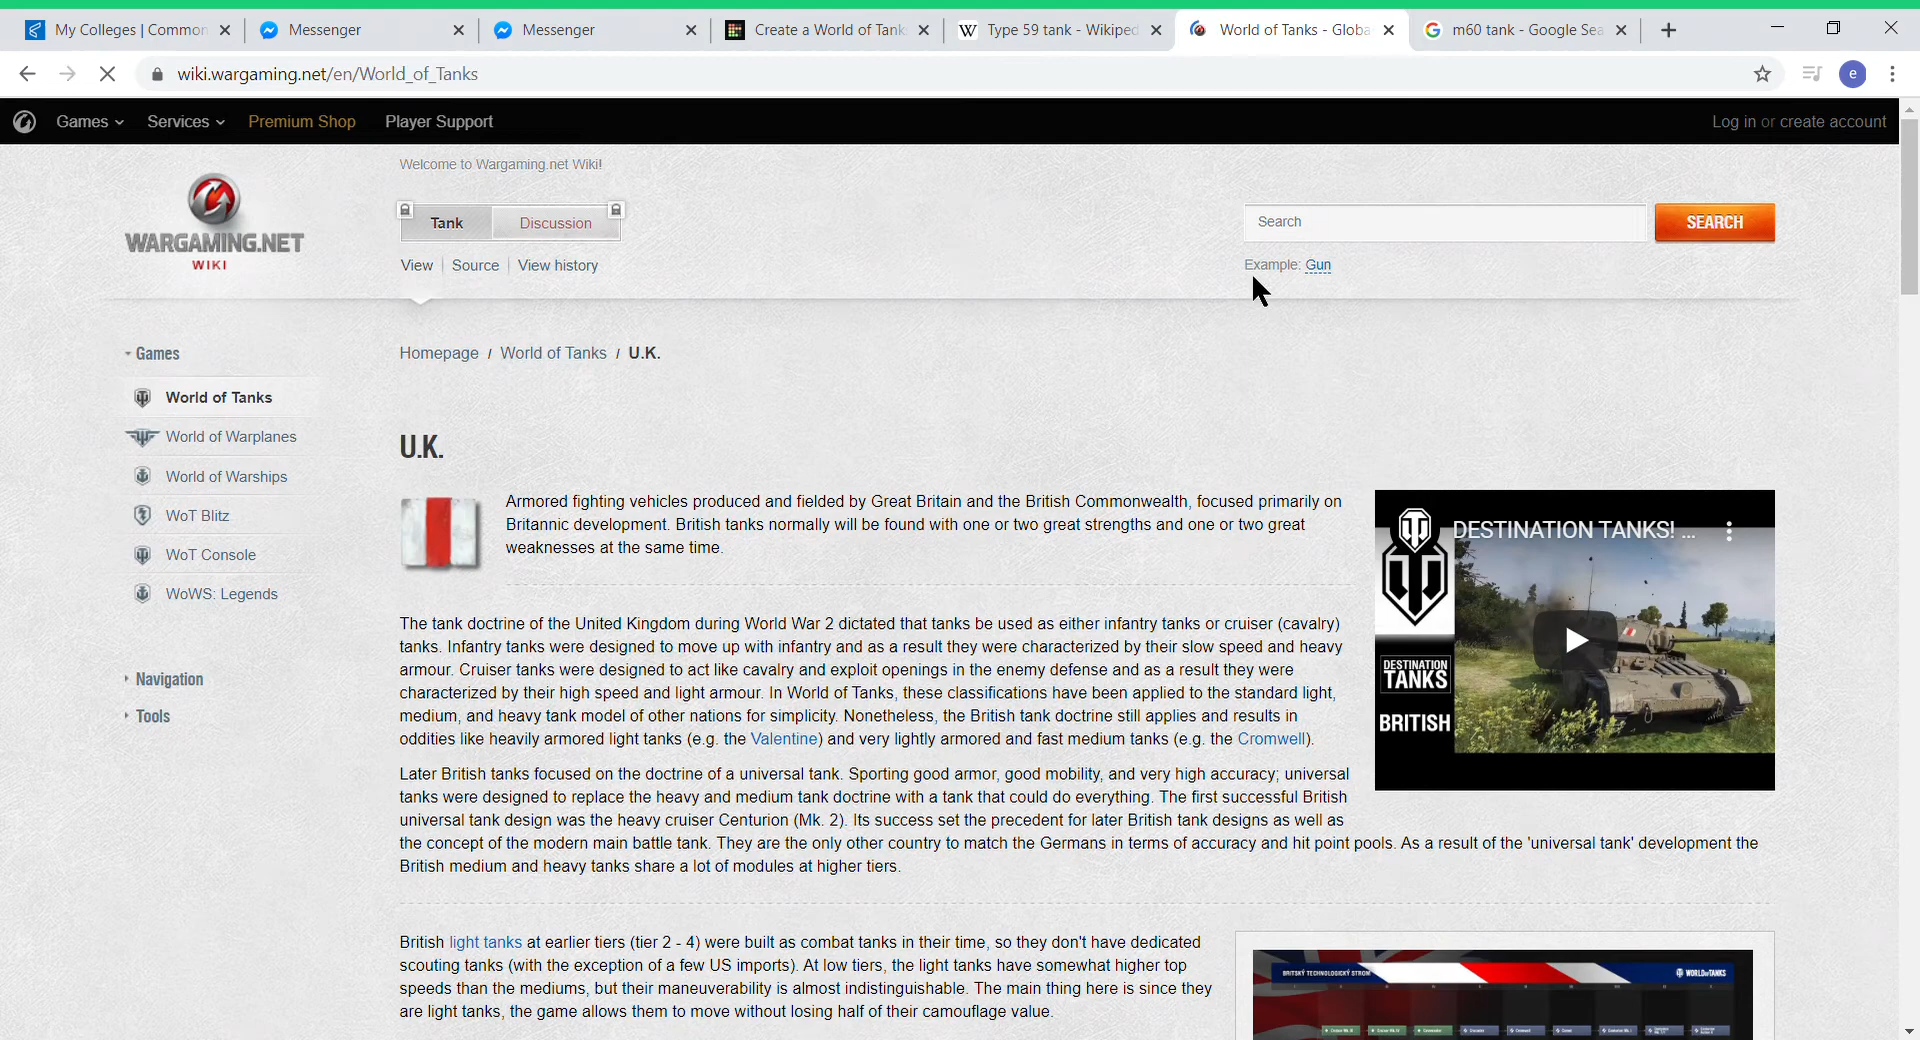 My Colleges | Common
Messenger
Messenger
Create a World of Tank
W Type 59 tank - Wikiped
World of Tanks - Globa
G m60 tank - Google Sea
wiki.wargaming.net/en/World_of_Tanks
e
Games
Services
Premium Shop
Player Support
Log in or create account
Welcome to Wargaming.net Wiki!
WARGAMING.NET
WIKI
Tank
Discussion
Search
SEARCH
View
Source
View history
Example: Gun
Homepage / World of Tanks / U.K.
Games
World of Tanks
World of Warplanes
World of Warships
WoT Blitz
WoT Console
WoWS: Legends
Navigation
Tools
U.K.
Armored fighting vehicles produced and fielded by Great Britain and the British Commonwealth, focused primarily on
Britannic development. British tanks normally will be found with one or two great strengths and one or two great
weaknesses at the same time.
DESTINATION TANKS! ...
DESTINATION
TANKS
BRITISH
The tank doctrine of the United Kingdom during World War 2 dictated that tanks be used as either infantry tanks or cruiser (cavalry)
tanks. Infantry tanks were designed to move up with infantry and as a result they were characterized by their slow speed and heavy
armour. Cruiser tanks were designed to act like cavalry and exploit openings in the enemy defense and as a result they were
characterized by their high speed and light armour. In World of Tanks, these classifications have been applied to the standard light,
medium, and heavy tank model of other nations for simplicity. Nonetheless, the British tank doctrine still applies and results in
oddities like heavily armored light tanks (e.g. the Valentine) and very lightly armored and fast medium tanks (e.g. the Cromwell).
Later British tanks focused on the doctrine of a universal tank. Sporting good armor, good mobility, and very high accuracy; universal
tanks were designed to replace the heavy and medium tank doctrine with a tank that could do everything. The first successful British
universal tank design was the heavy cruiser Centurion (Mk. 2). Its success set the precedent for later British tank designs as well as
the concept of the modern main battle tank. They are the only other country to match the Germans in terms of accuracy and hit point pools. As a result of the 'universal tank' development the
British medium and heavy tanks share a lot of modules at higher tiers.
British light tanks at earlier tiers (tier 2 - 4) were built as combat tanks in their time, so they don't have dedicated
scouting tanks (with the exception of a few US imports). At low tiers, the light tanks have somewhat higher top
speeds than the mediums, but their maneuverability is almost indistinguishable. The main thing here is since they
are light tanks, the game allows them to move without losing half of their camouflage value.
BRITSKÝ TECHNOLOGICKÝ STROM
WORLD OF TANKS